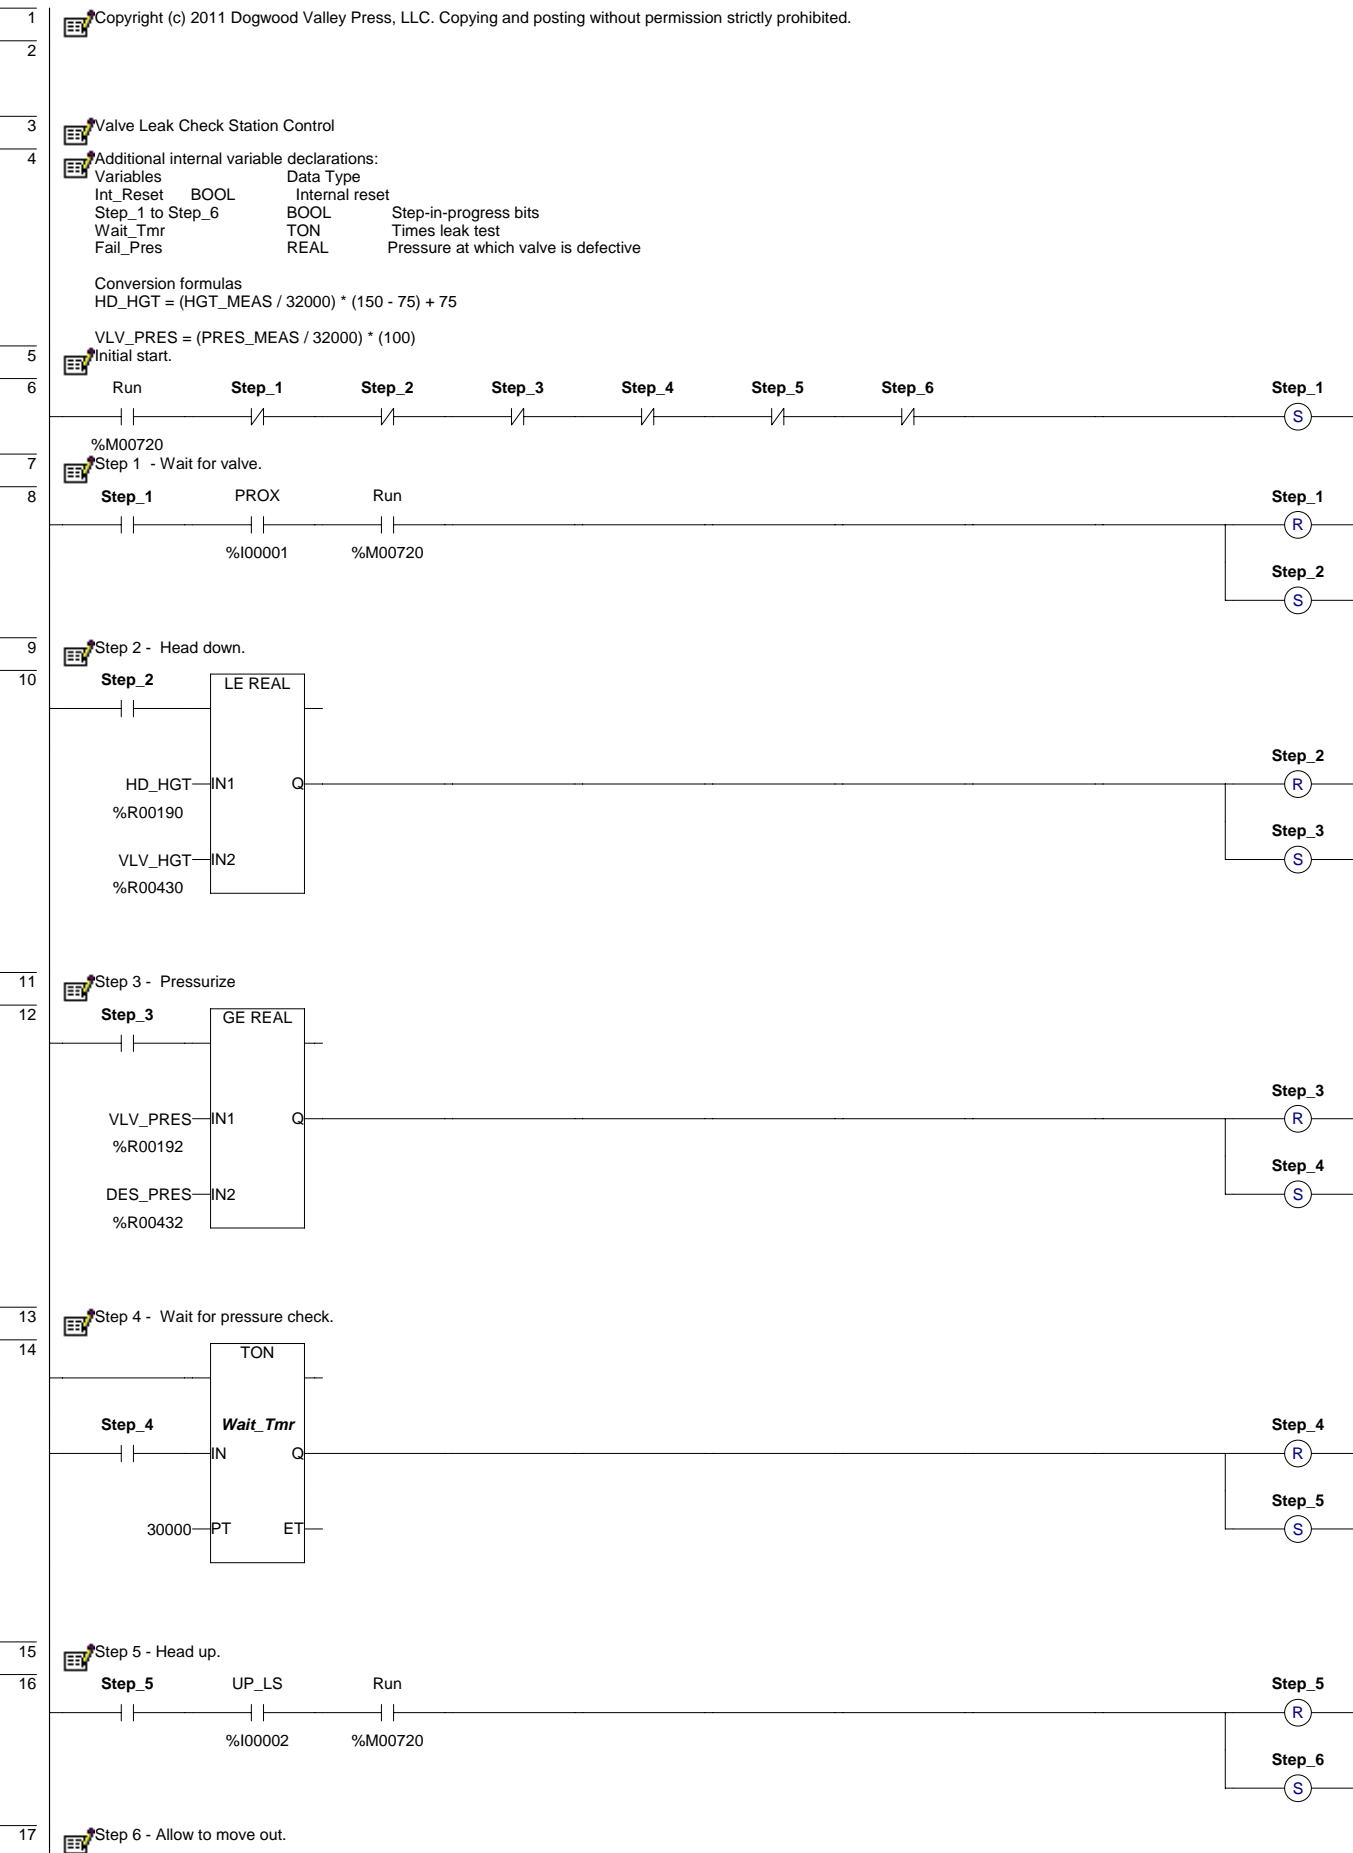 1 Copyright (c) 2011 Dogwood Valley Press, LLC. Copying and posting without permission strictly prohibited.
2
3 Valve Leak Check Station Control
4 Additional internal variable declarations:
Variables Data Type
Int_Reset BOOL Internal reset
Step_1 to Step_6 BOOL Step-in-progress bits
Wait_Tmr TON Times leak test
Fail_Pres REAL Pressure at which valve is defective
Conversion formulas
HD_HGT = (HGT_MEAS / 32000) * (150 - 75) + 75
VLV_PRES = (PRES_MEAS / 32000) * (100)
5 Initial start.
6 Run Step_1 Step_2 Step_3 Step_4 Step_5 Step_6 Step_1
S
%M00720
7 Step 1 - Wait for valve.
8 Step_1 PROX Run Step_1
R
%I00001 %M00720
Step_2
S
9 Step 2 - Head down.
10 Step_2 LE REAL
Step_2
HD_HGT IN1 Q R
%R00190
Step_3
VLV_HGT IN2 S
%R00430
11 Step 3 - Pressurize
12 Step_3 GE REAL
Step_3
VLV_PRES IN1 Q R
%R00192
Step_4
DES_PRES IN2 S
%R00432
13 Step 4 - Wait for pressure check.
14 TON
Step_4 Wait_Tmr Step_4
IN Q R
Step_5
30000 PT ET S
15 Step 5 - Head up.
16 Step_5 UP_LS Run Step_5
R
%I00002 %M00720
Step_6
S
17 Step 6 - Allow to move out.